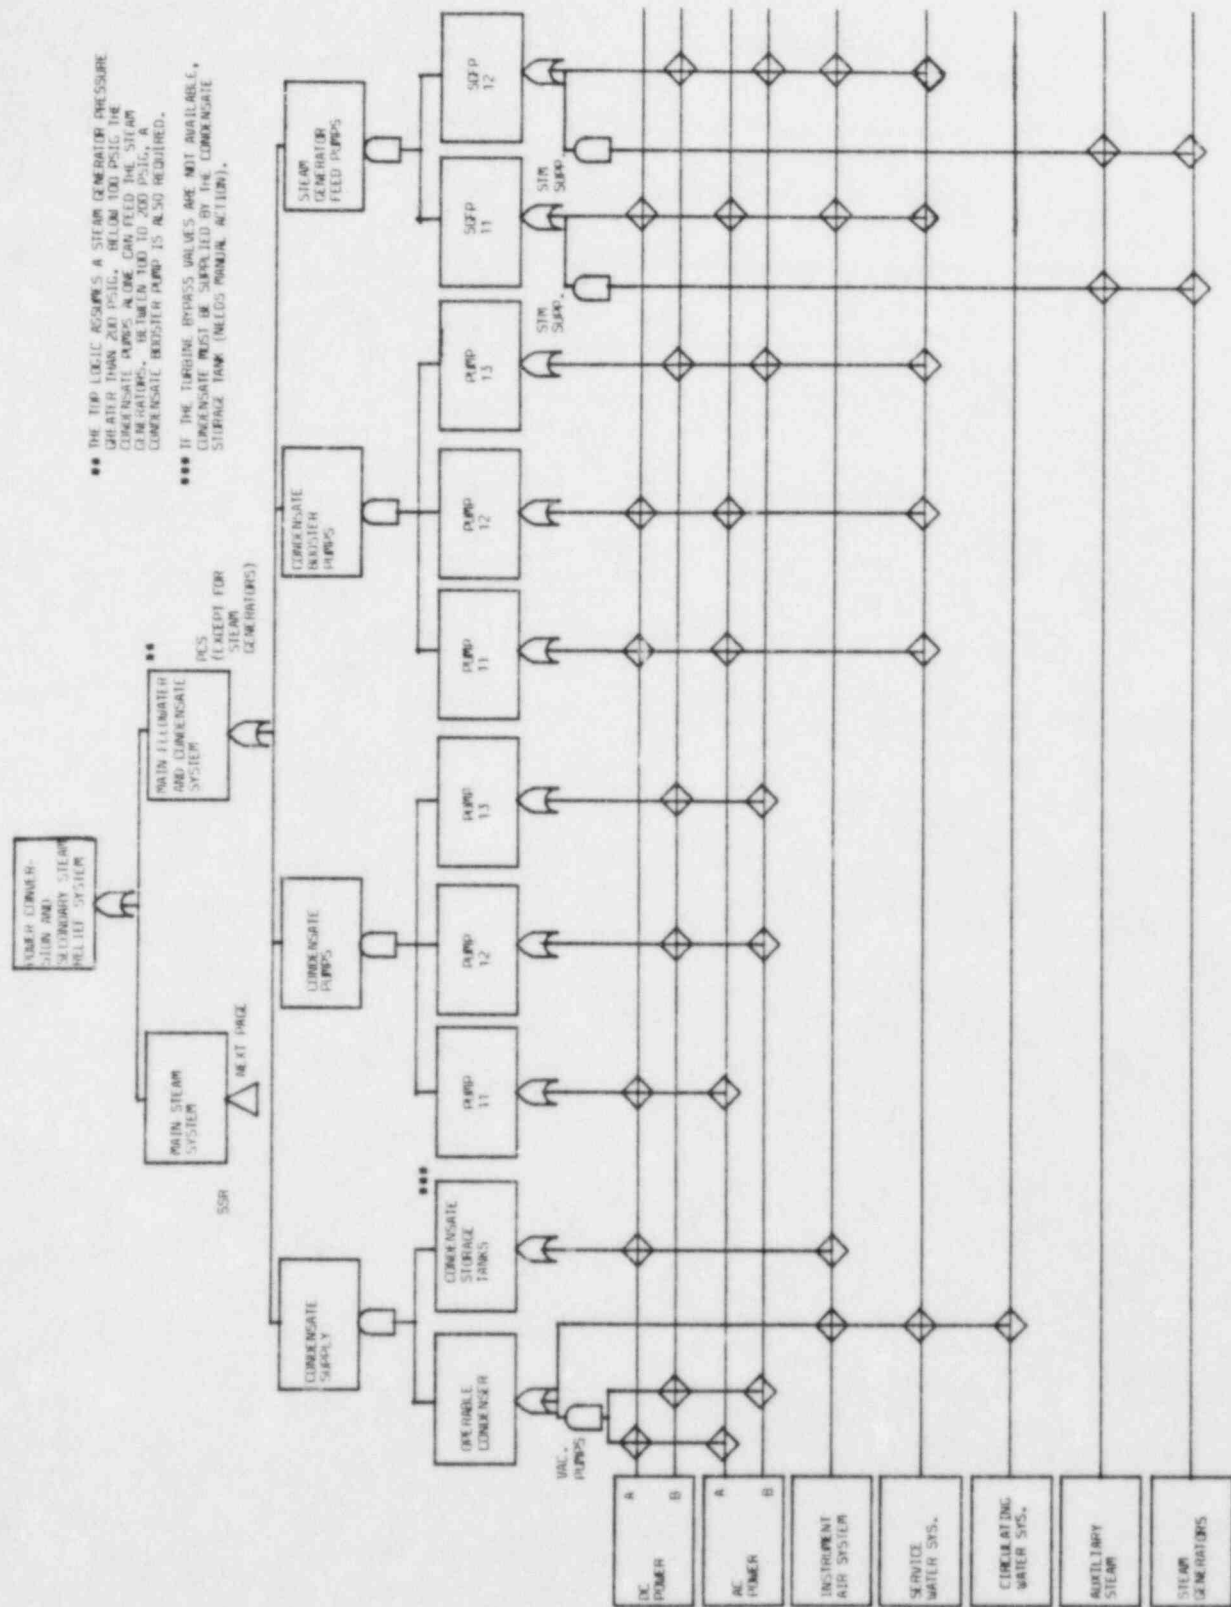 POWER CONVER-
SION AND
SECONDARY STEAM
RELIEF SYSTEM
MAIN STEAM
SYSTEM
NEXT PAGE
SSR
MAIN FEEDWATER
AND CONDENSATE
SYSTEM
**
PCS
(EXCEPT FOR
STEAM
GENERATORS)
** THE TOP LOGIC ASSUMES A STEAM GENERATOR PRESSURE
GREATER THAN 200 PSIG. BELOW 100 PSIG THE
CONDENSATE PUMPS ALONE CAN FEED THE STEAM
GENERATORS. BETWEEN 100 TO 200 PSIG, A
CONDENSATE BOOSTER PUMP IS ALSO REQUIRED.
*** IF THE TURBINE BYPASS VALVES ARE NOT AVAILABLE,
CONDENSATE MUST BE SUPPLIED BY THE CONDENSATE
STORAGE TANK (NEEDS MANUAL ACTION).
CONDENSATE
SUPPLY
CONDENSATE
PUMPS
CONDENSATE
BOOSTER
PUMPS
STEAM
GENERATOR
FEED PUMPS
OPERABLE
CONDENSER
CONDENSATE
STORAGE
TANKS
***
PUMP
11
PUMP
12
PUMP
13
PUMP
11
PUMP
12
PUMP
13
SGFP
11
SGFP
12
VAC.
PUMPS
STM
SUPP.
STM
SUPP.
DC
POWER
A
B
AC
POWER
A
B
INSTRUMENT
AIR SYSTEM
SERVICE
WATER SYS.
CIRCULATING
WATER SYS.
AUXILIARY
STEAM
STEAM
GENERATORS